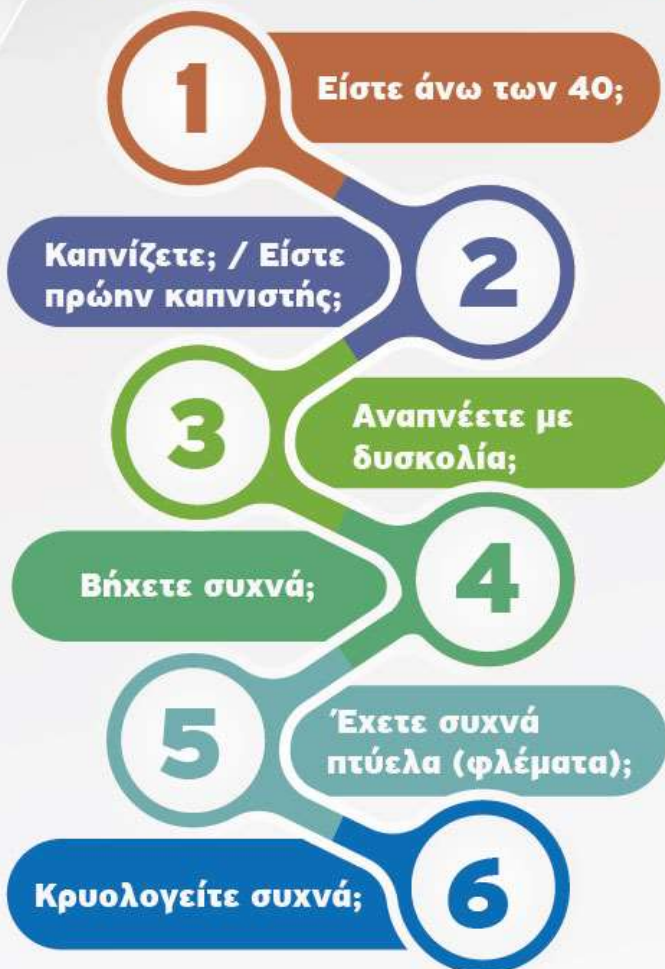 1
Είστε άνω των 40;
Καπνίζετε; / Είστε
πρώην καπνιστής;
2
3
Αναπνέετε με
δυσκολία;
Βήχετε συχνά;
4
5
Έχετε συχνά
πτύελα (φλέματα);
Κρυολογείτε συχνά;
6